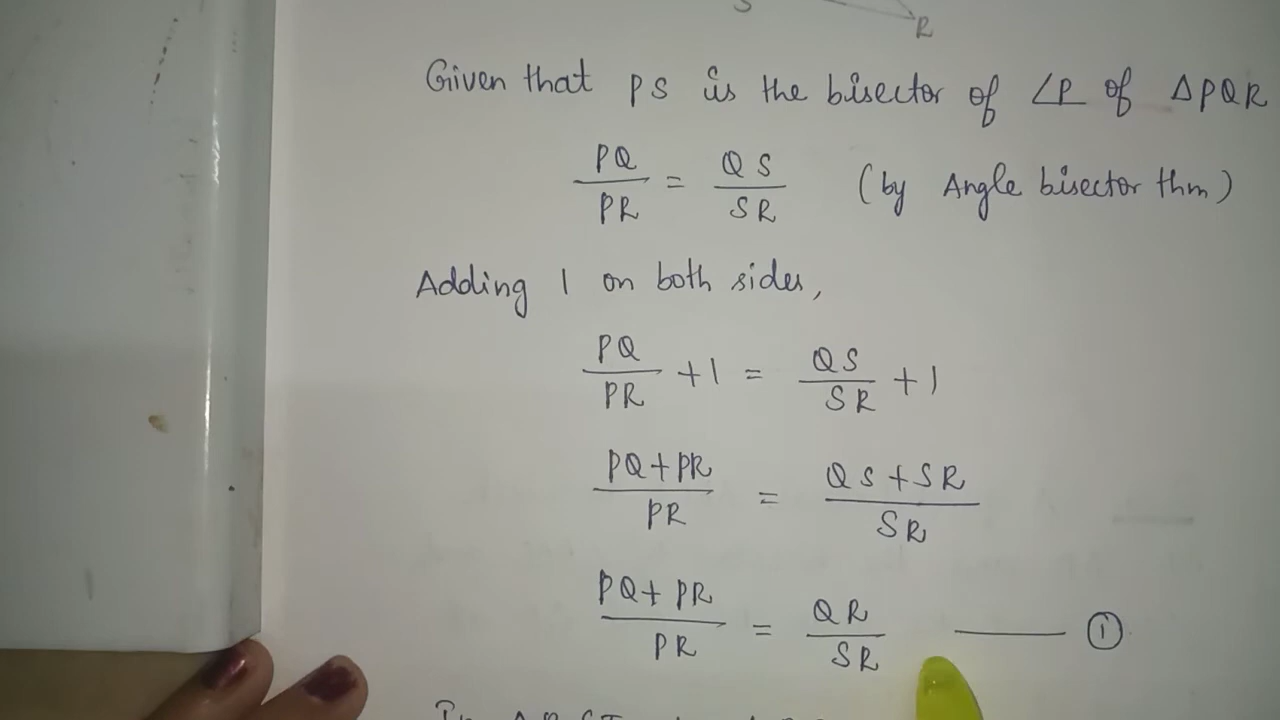 S
R
Given that PS is the bisector of ∠P of △PQR
PQ/PR = QS/SR (by Angle bisector thm)
Adding 1 on both sides,
PQ/PR +1 = QS/SR +1
PQ+PR/PR = QS+SR/SR
PQ+PR/PR = QR/SR ——— ①